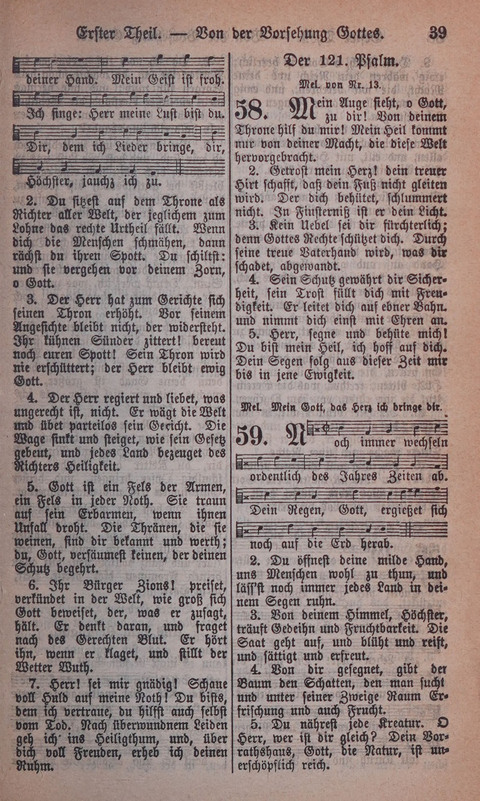 Erster Theil. — Von der Vorsehung Gottes. 39
deiner Hand. Mein Geist ist froh.
Ich singe: Herr meine Lust bist du.
Dir, dem ich Lieder bringe, dir,
Höchster, jauchz ich zu.
2. Du sitzest auf dem Throne als
Richter aller Welt, der jeglichem zum
Lohne das rechte Urtheil fällt. Wenn
dich die Menschen schmähen, dann
rächst du ihren Spott. Du schiltst:
und sie vergehen vor deinem Zorn,
o Gott.
3. Der Herr hat zum Gerichte sich
seinen Thron erhöht. Vor seinem
Angesichte bleibt nicht, der widersteht.
Ihr kühnen Sünder zittert! bereut
noch euren Spott! Sein Thron wird
nie erschüttert; der Herr bleibt ewig
Gott.
4. Der Herr regiert und liebet, was
ungerecht ist, nicht. Er wägt die Welt
und übet parteilos sein Gericht. Die
Wage sinkt und steiget, wie sein Gesetz
gebeut, und jedes Land bezeuget des
Richters Heiligkeit.
5. Gott ist ein Fels der Armen,
ein Fels in jeder Noth. Sie traun
auf sein Erbarmen, wenn ihnen
Unfall droht. Die Thränen, die sie
weinen, sind dir bekannt und werth;
du, Gott, versäumest keinen, der deinen
Schutz begehrt.
6. Ihr Bürger Zions! preiset,
verkündet in der Welt, wie groß sich
Gott beweiset, der, was er zusagt,
hält. Er denkt daran, und fraget
nach des Gerechten Blut. Er hört
ihn, wenn er klaget, und stillt der
Wetter Wuth.
7. Herr! sei mir gnädig! Schaue
voll Huld auf meine Noth! Du bists,
dem ich vertraue, du hilfst auch selbst
vom Tod. Nach überwundnem Leiden
geh ich ins Heiligthum, und, über
dich voll Freuden, erheb ich deinen
Ruhm.
Der 121. Psalm.
Mel. von Nr. 13.
58. Mein Auge sieht, o Gott,
zu dir! Von deinem
Throne hilf du mir! Mein Heil kommt
nur von deiner Macht, die diese Welt
hervorgebracht.
2. Getrost mein Herz! dein treuer
Hirt schafft, daß dein Fuß nicht gleiten
wird. Der dich behütet, schlummert
nicht. In Finsterniß ist er dein Licht.
3. Kein Uebel sei dir fürchterlich;
denn Gottes Rechte schützet dich. Durch
seine treue Vaterhand wird, was dir
schadet, abgewandt.
4. Sein Schutz gewährt dir Sicher-
heit, sein Trost füllt dich mit Freu-
digkeit. Er leitet dich auf ebner Bahn,
und nimmt dich einst mit Ehren an.
5. Herr, segne und behüte mich!
Du bist mein Heil, ich hoff auf dich.
Dein Segen folg aus dieser Zeit mir
bis in jene Ewigkeit.
Mel. Mein Gott, das Herz ich bringe dir.
59. Noch immer wechseln
ordentlich des Jahres Zeiten ab.
Dein Regen, Gott, ergießet sich
noch auf die Erd herab.
2. Du öffnest deine milde Hand,
uns Menschen wohl zu thun, und
läss'st noch immer jedes Land in dei-
nem Segen ruhn.
3. Von deinem Himmel, Höchster,
träuft Gedeihn und Fruchtbarkeit. Die
Saat geht auf, und blüht und reift,
und sättigt und erfreut.
4. Von dir gesegnet, gibt der
Baum den Schatten, den man sucht
und unter seiner Zweige Raum Er-
frischung und auch Frucht.
5. Du nährest jede Kreatur. O
Herr, wer ist dir gleich? Dein Vor-
rathshaus, Gott, die Natur, ist un-
erschöpflich reich.